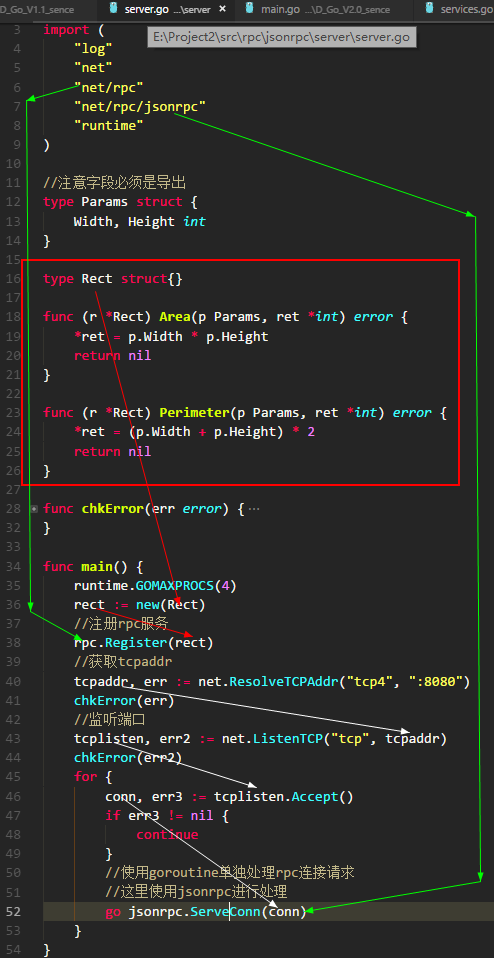 D_Go_V1.1_sence server.go ...\server × main.go ...\D_Go_V2.0_sence services.go
E:\Project2\src\rpc\jsonrpc\server\server.go
3 import (
4 "log"
5 "net"
6 "net/rpc"
7 "net/rpc/jsonrpc"
8 "runtime"
9 )
10
11 //注意字段必须是导出
12 type Params struct {
13 Width, Height int
14 }
15
16 type Rect struct{}
17
18 func (r *Rect) Area(p Params, ret *int) error {
19 *ret = p.Width * p.Height
20 return nil
21 }
22
23 func (r *Rect) Perimeter(p Params, ret *int) error {
24 *ret = (p.Width + p.Height) * 2
25 return nil
26 }
27
28 func chkError(err error) { ...
32 }
33
34 func main() {
35 runtime.GOMAXPROCS(4)
36 rect := new(Rect)
37 //注册rpc服务
38 rpc.Register(rect)
39 //获取tcpaddr
40 tcpaddr, err := net.ResolveTCPAddr("tcp4", ":8080")
41 chkError(err)
42 //监听端口
43 tcplisten, err2 := net.ListenTCP("tcp", tcpaddr)
44 chkError(err2)
45 for {
46 conn, err3 := tcplisten.Accept()
47 if err3 != nil {
48 continue
49 }
50 //使用goroutine单独处理rpc连接请求
51 //这里使用jsonrpc进行处理
52 go jsonrpc.ServeConn(conn)
53 }
54 }